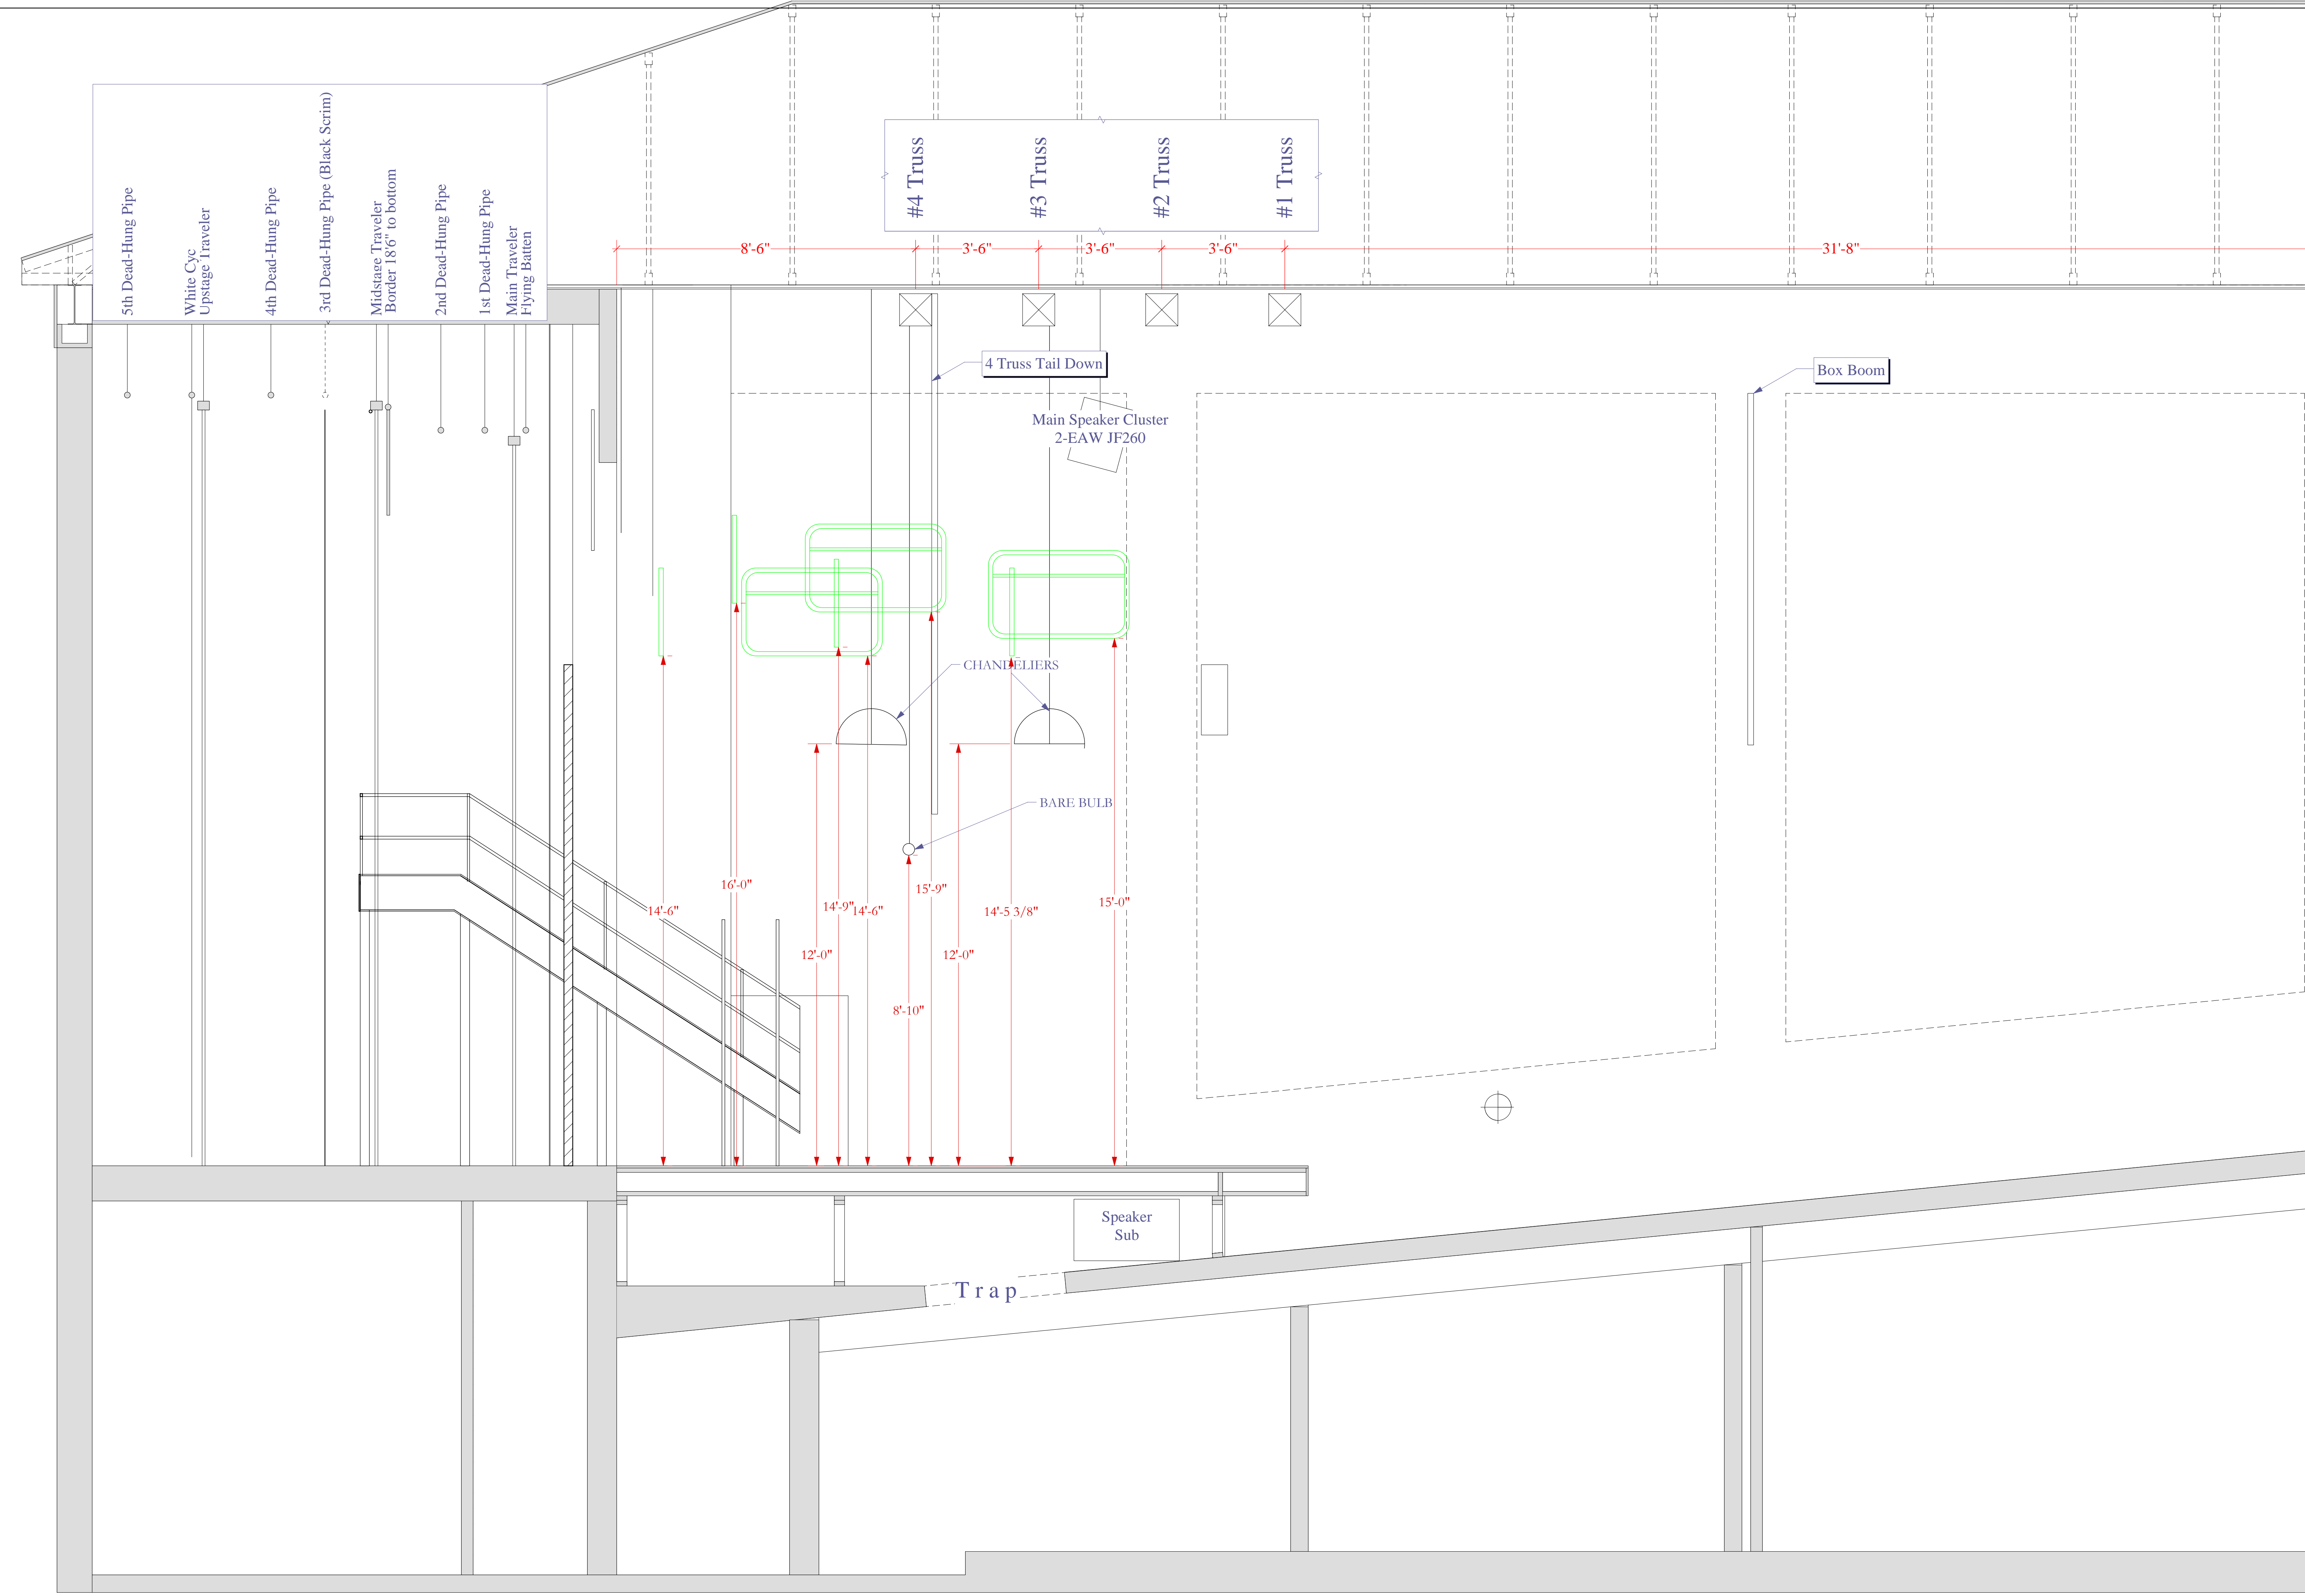 5th Dead-Hung Pipe
White Cyc
Upstage Traveler
4th Dead-Hung Pipe
3rd Dead-Hung Pipe (Black Scrim)
Midstage Traveler
Border 18'6" to bottom
2nd Dead-Hung Pipe
1st Dead-Hung Pipe
Main Traveler
Flying Batten
#4 Truss
#3 Truss
#2 Truss
#1 Truss
8'-6"
3'-6"
3'-6"
3'-6"
31'-8"
4 Truss Tail Down
Box Boom
Main Speaker Cluster
2-EAW JF260
CHANDELIERS
BARE BULB
14'-6"
16'-0"
12'-0"
14'-9"
14'-6"
8'-10"
15'-9"
12'-0"
14'-5 3/8"
15'-0"
Speaker
Sub
Trap